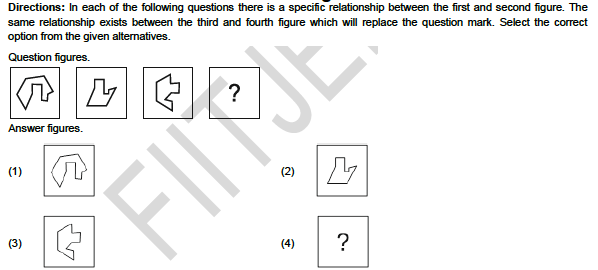 Directions: In each of the following questions there is a specific relationship between the first and second figure. The
same relationship exists between the third and fourth figure which will replace the question mark. Select the correct
option from the given alternatives.
Question figures.
?
Answer figures.
(1)
(2)
(3)
(4) ?
FIITJE